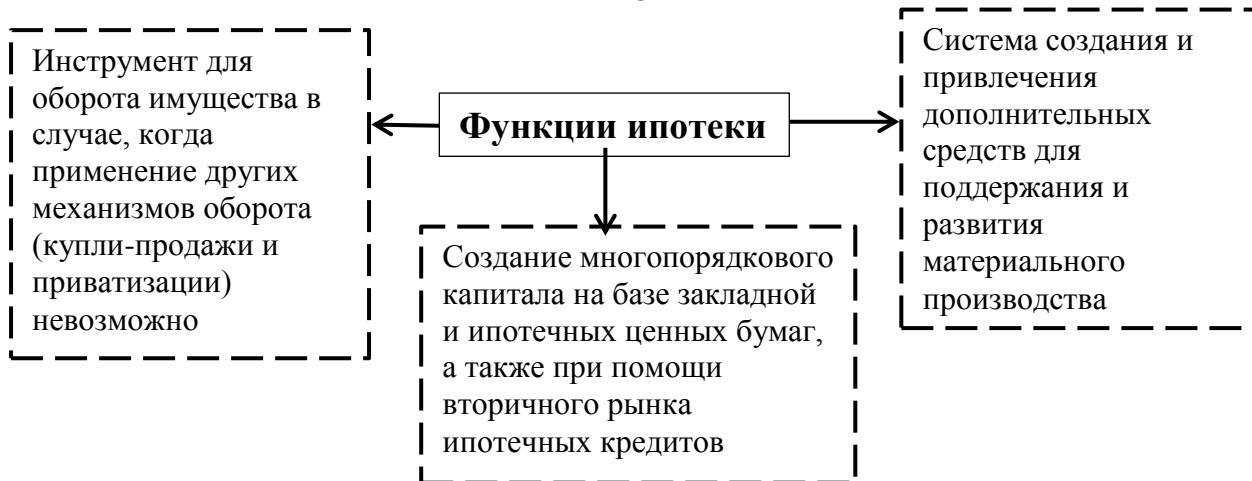 Функции ипотеки
Инструмент для
оборота имущества в
случае, когда
применение других
механизмов оборота
(купли-продажи и
приватизации)
невозможно
Создание многопорядкового
капитала на базе закладной
и ипотечных ценных бумаг,
а также при помощи
вторичного рынка
ипотечных кредитов
Система создания и
привлечения
дополнительных
средств для
поддержания и
развития
материального
производства